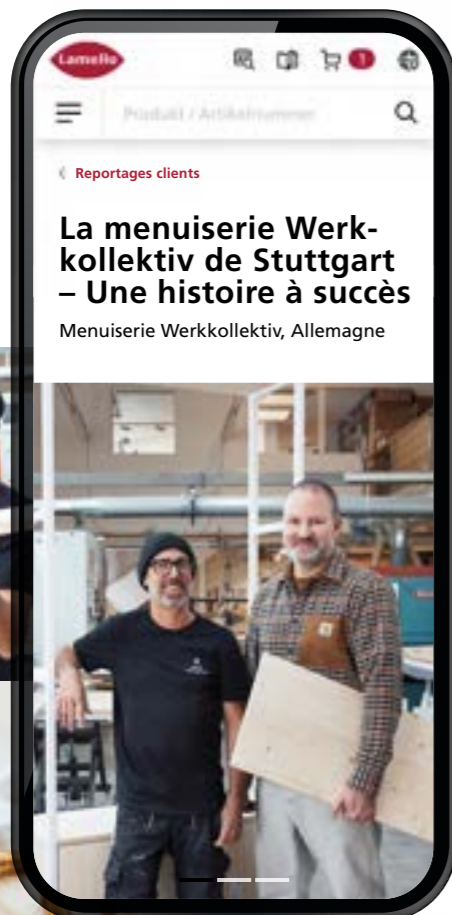 Lamello
1
Produkt / Artikelnummer
Reportages clients
La menuiserie Werk-
kollektiv de Stuttgart
– Une histoire à succès
Menuiserie Werkkollektiv, Allemagne